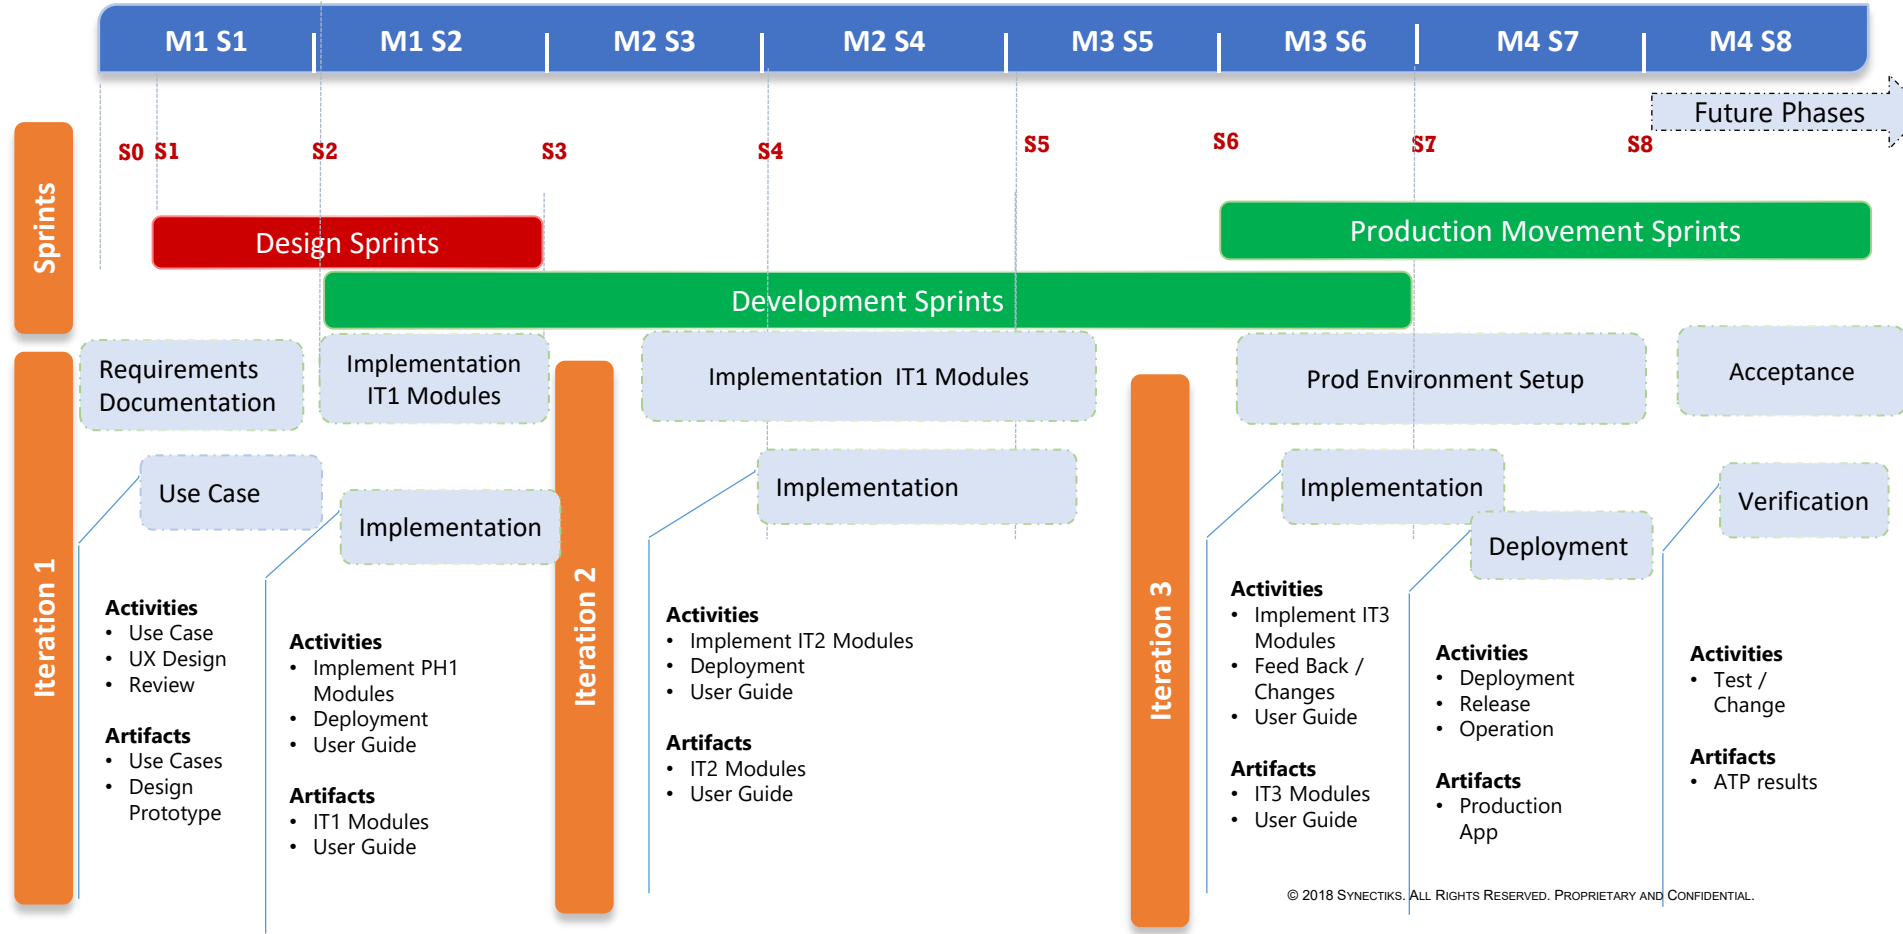 M1 S1
M1 S2
M2 S3
M2 S4
M3 S5
M3 S6
M4 S7
M4 S8
Future Phases
S0 S1
S2
S3
S4
S5
S6
S7
S8
Sprints
Design Sprints
Production Movement Sprints
Development Sprints
Iteration 1
Requirements
Documentation
Implementation
IT1 Modules
Use Case
Implementation
Activities
• Use Case
• UX Design
• Review
Artifacts
• Use Cases
• Design
Prototype
Activities
• Implement PH1
Modules
• Deployment
• User Guide
Artifacts
• IT1 Modules
• User Guide
Iteration 2
Implementation IT1 Modules
Implementation
Activities
• Implement IT2 Modules
• Deployment
• User Guide
Artifacts
• IT2 Modules
• User Guide
Iteration 3
Prod Environment Setup
Implementation
Deployment
Activities
• Implement IT3
Modules
• Feed Back /
Changes
• User Guide
Artifacts
• IT3 Modules
• User Guide
Activities
• Deployment
• Release
• Operation
Artifacts
• Production
App
Acceptance
Verification
Activities
• Test /
Change
Artifacts
• ATP results
© 2018 SYNECTIKS. ALL RIGHTS RESERVED. PROPRIETARY AND CONFIDENTIAL.